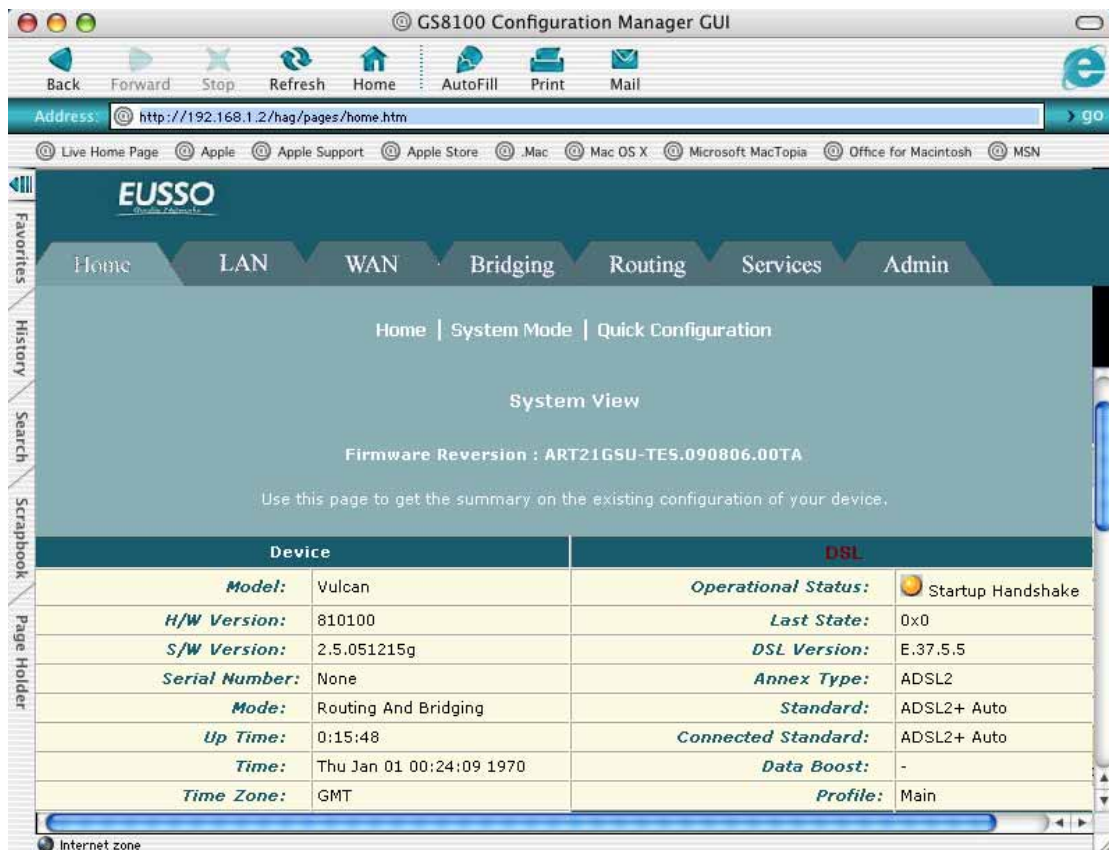 GS8100 Configuration Manager GUI
Back Forward Stop Refresh Home AutoFill Print Mail
Address: http://192.168.1.2/hag/pages/home.htm go
Live Home Page Apple Apple Support Apple Store .Mac Mac OS X Microsoft MacTopia Office for Macintosh MSN
Favorites
History
Search
Scrapbook
Page Holder
EUSSO
Home LAN WAN Bridging Routing Services Admin
Home | System Mode | Quick Configuration
System View
Firmware Reversion : ART21GSU-TES.090806.00TA
Use this page to get the summary on the existing configuration of your device.
Device DSL
Model: Vulcan Operational Status: Startup Handshake
H/W Version: 810100 Last State: 0x0
S/W Version: 2.5.051215g DSL Version: E.37.5.5
Serial Number: None Annex Type: ADSL2
Mode: Routing And Bridging Standard: ADSL2+ Auto
Up Time: 0:15:48 Connected Standard: ADSL2+ Auto
Time: Thu Jan 01 00:24:09 1970 Data Boost: -
Time Zone: GMT Profile: Main
Internet zone